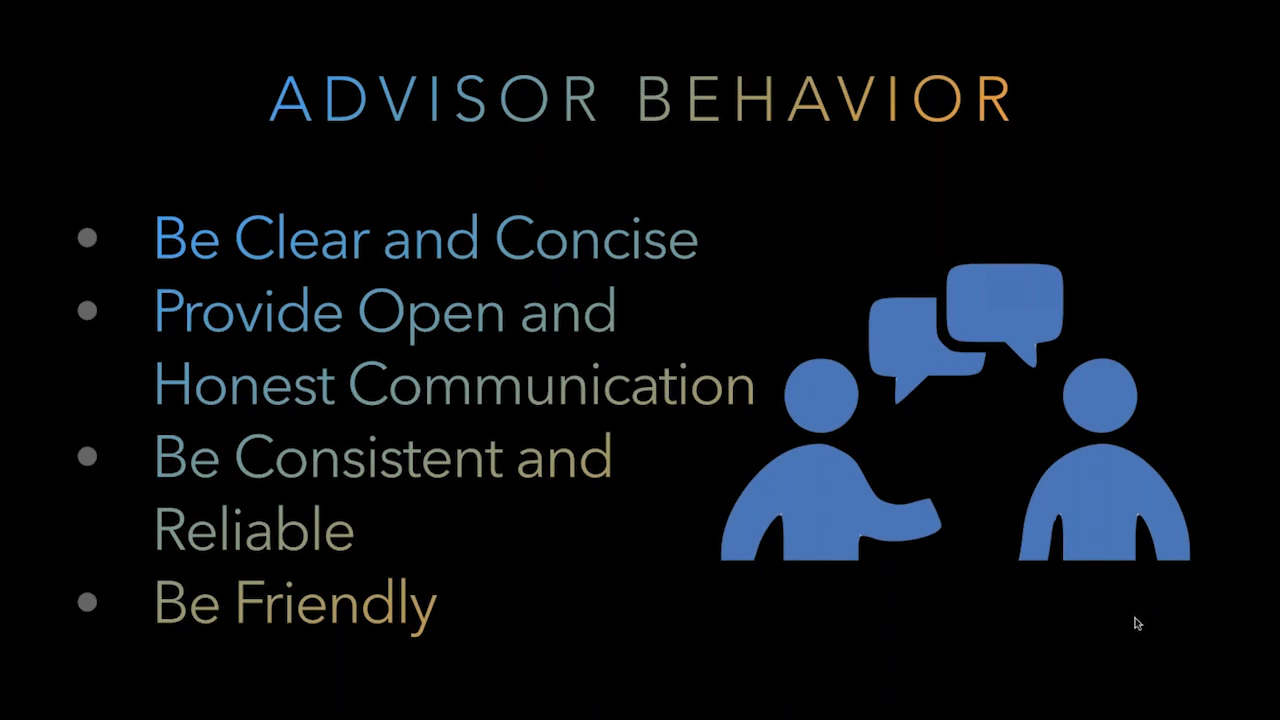 ADVISOR BEHAVIOR
Be Clear and Concise
Provide Open and
Honest Communication
Be Consistent and
Reliable
Be Friendly